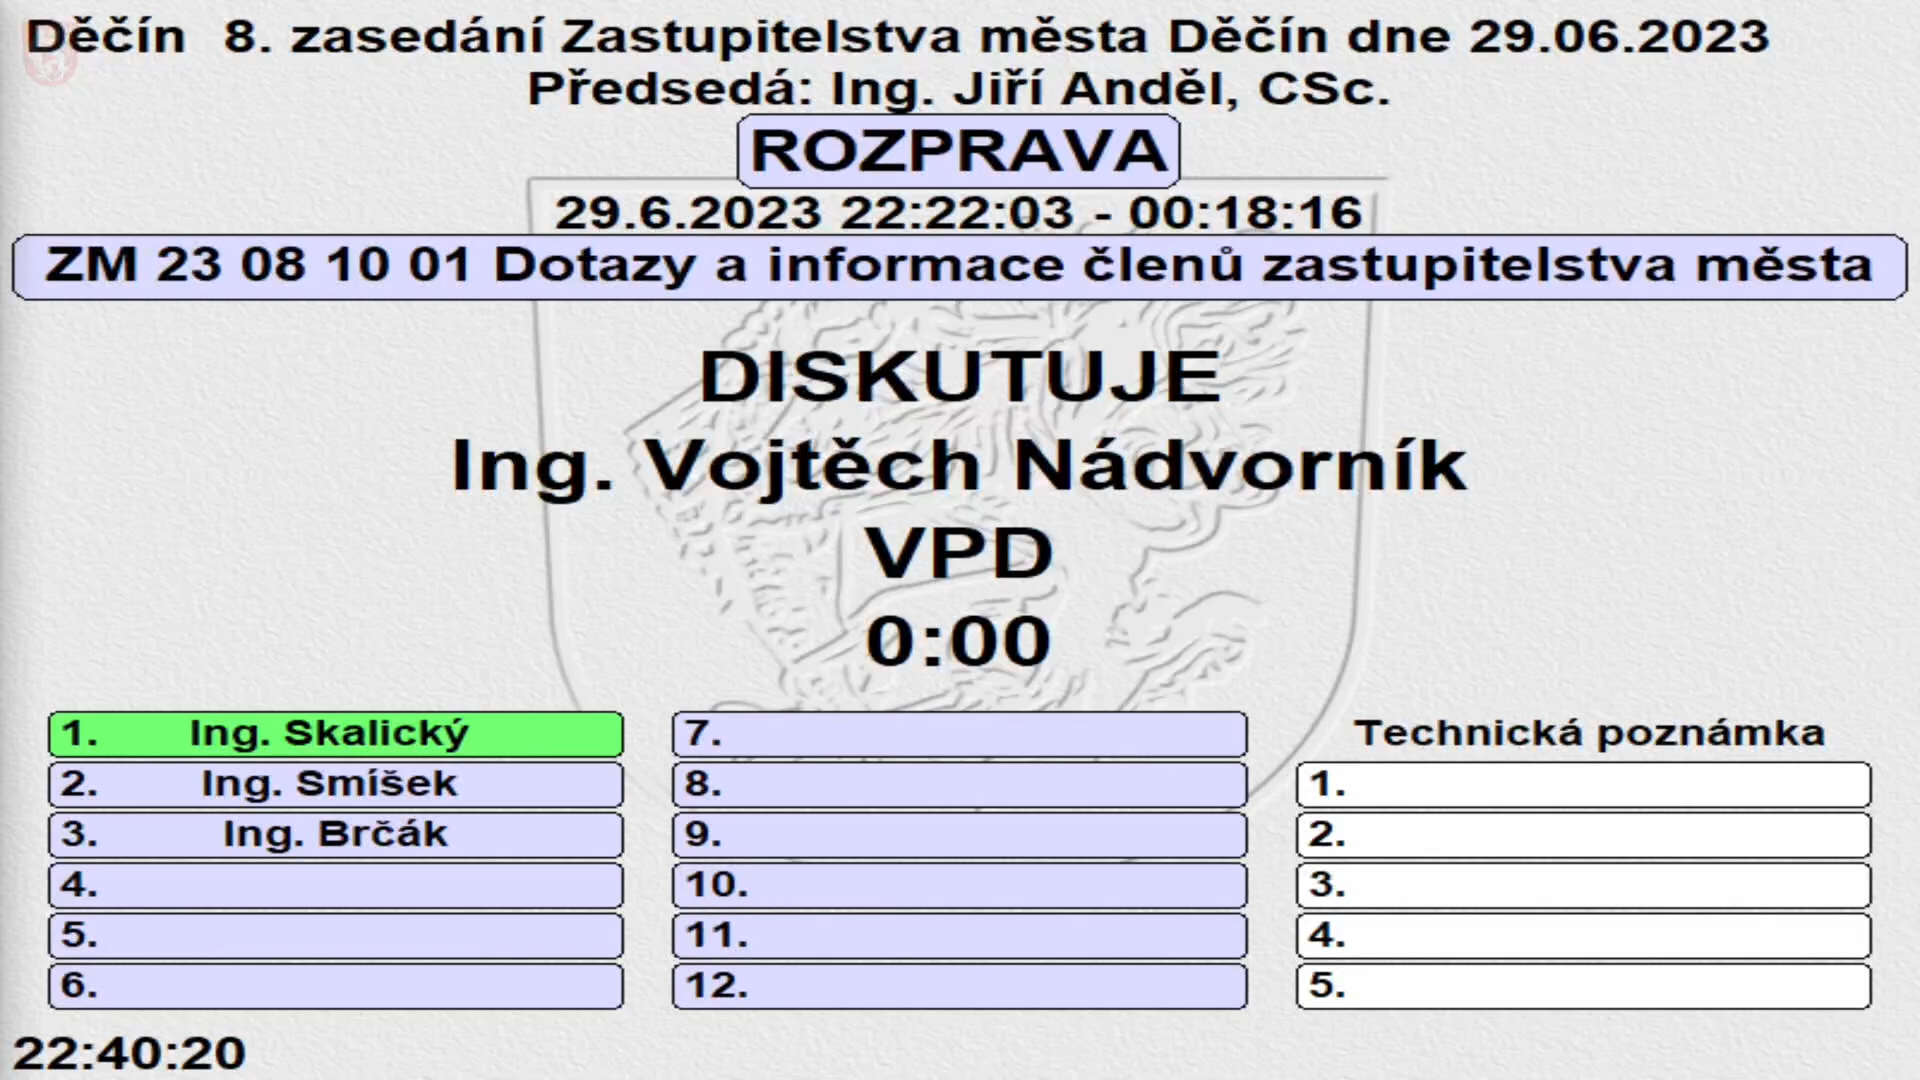 Děčín 8. zasedání Zastupitelstva města Děčín dne 29.06.2023
Předsedá: Ing. Jiří Anděl, CSc.
ROZPRAVA
29.6.2023 22:22:03 - 00:18:16
ZM 23 08 10 01 Dotazy a informace členů zastupitelstva města
DISKUTUJE
Ing. Vojtěch Nádvorník
VPD
0:00
1. Ing. Skalický
2. Ing. Smíšek
3. Ing. Brčák
4.
5.
6.
7.
8.
9.
10.
11.
12.
Technická poznámka
1.
2.
3.
4.
5.
22:40:20